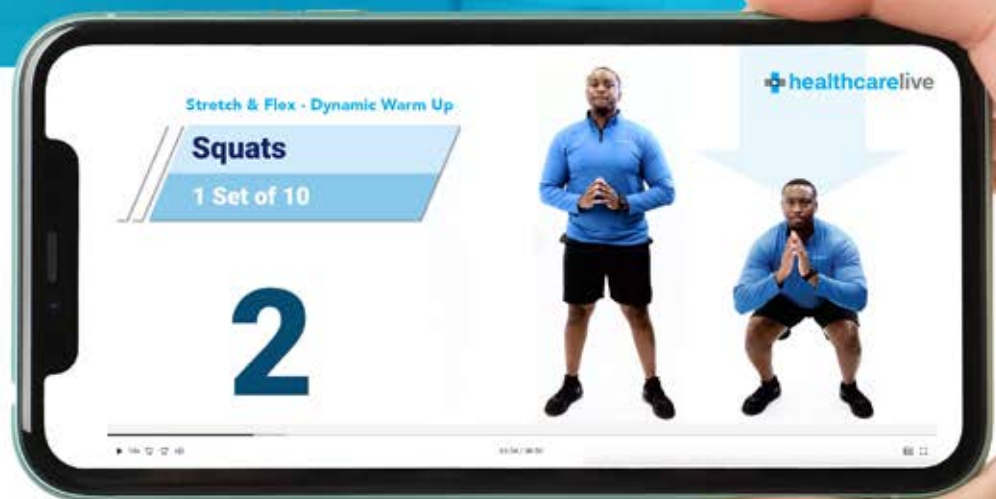 healthcarelive
Stretch & Flex - Dynamic Warm Up
Squats
1 Set of 10
2